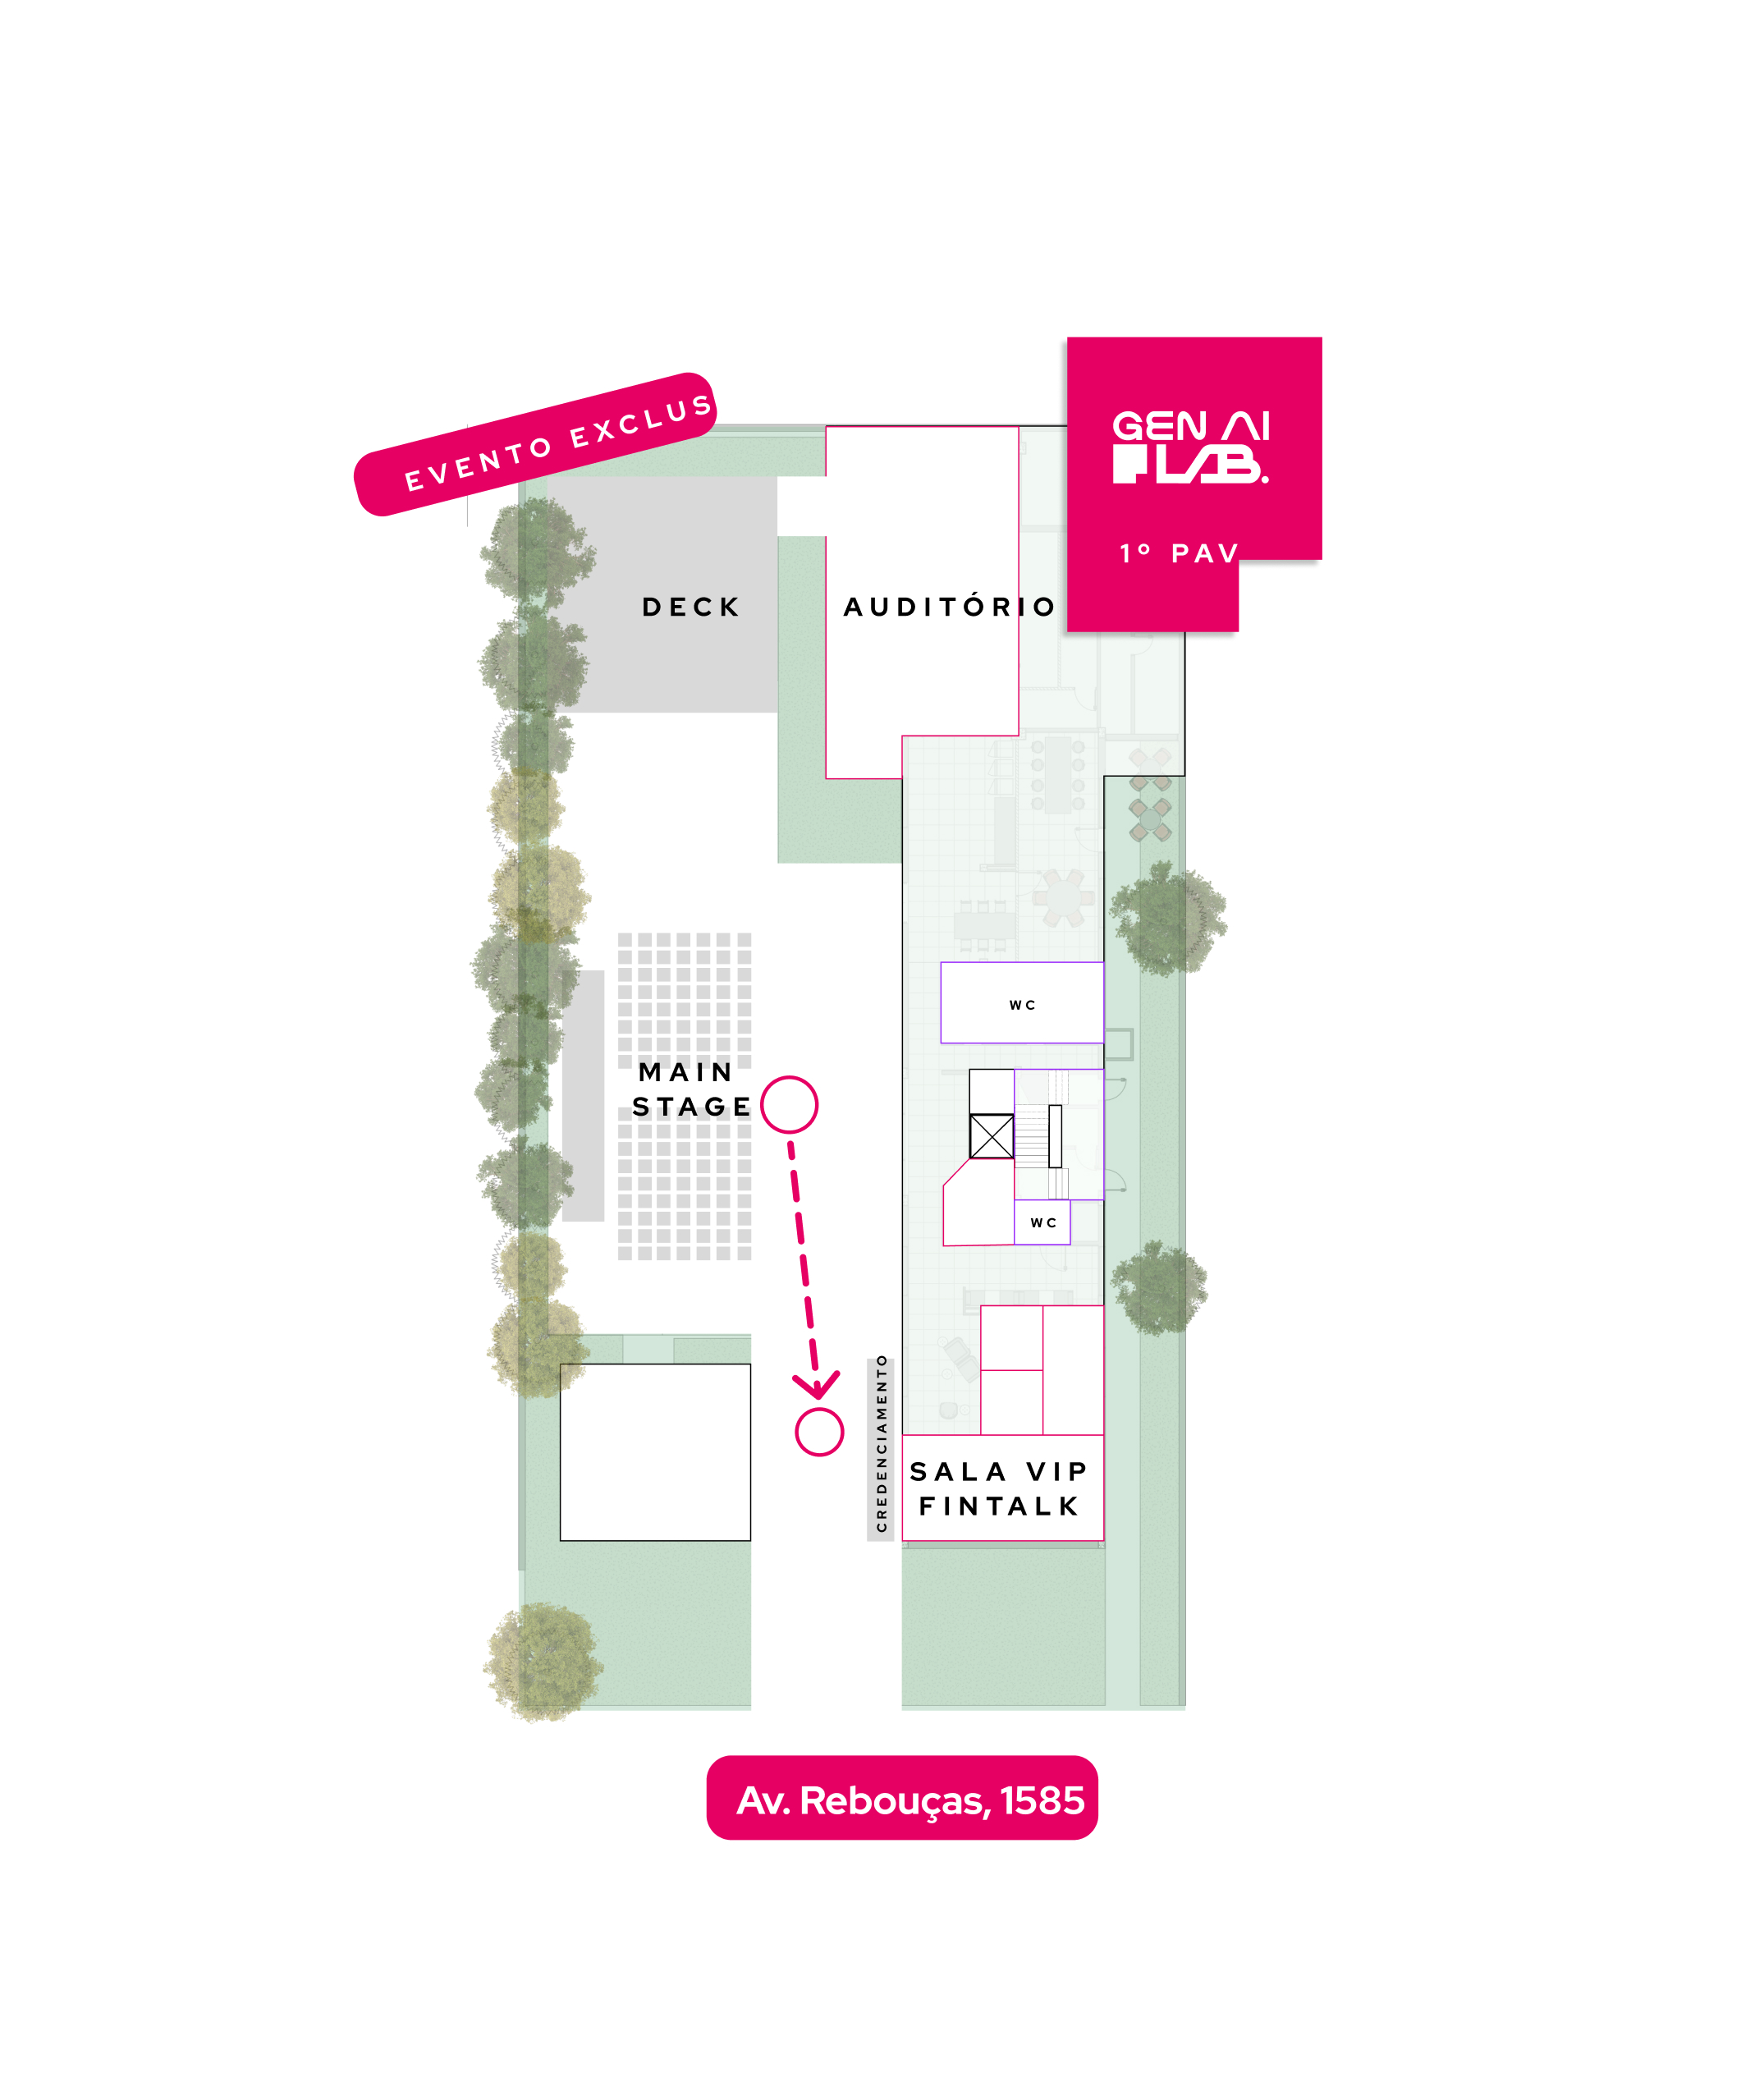 EVENTO EXCLUS
GEN AI
LAB.
1º PAV
DECK
AUDITÓRIO
WC
MAIN
STAGE
WC
CREDENCIAMENTO
SALA VIP
FINTALK
Av. Rebouças, 1585